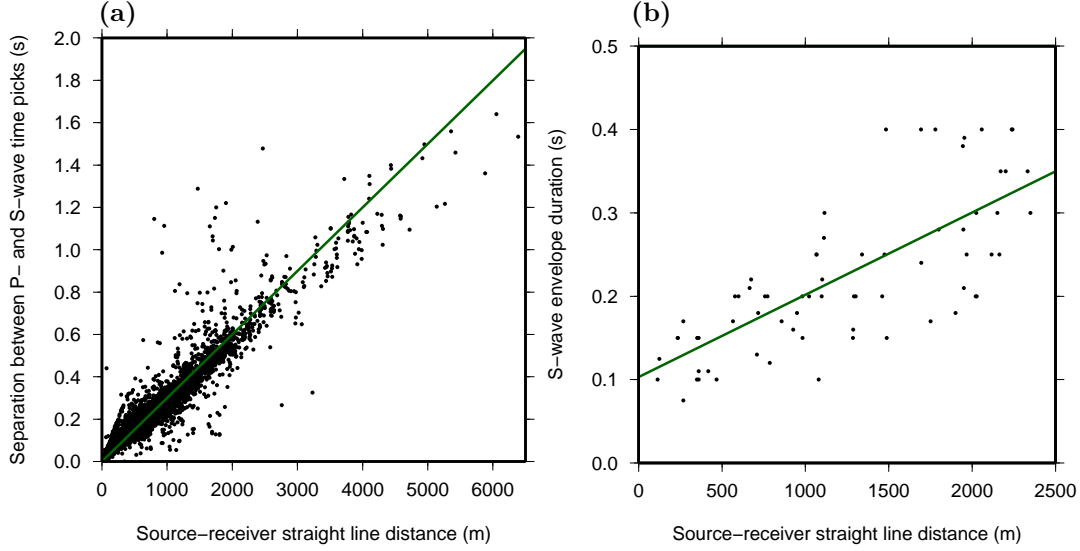 (a)
Separation between P− and S−wave time picks (s)
2.0
1.8
1.6
1.4
1.2
1.0
0.8
0.6
0.4
0.2
0.0
0 1000 2000 3000 4000 5000 6000
Source−receiver straight line distance (m)
(b)
S−wave envelope duration (s)
0.5
0.4
0.3
0.2
0.1
0.0
0 500 1000 1500 2000 2500
Source−receiver straight line distance (m)